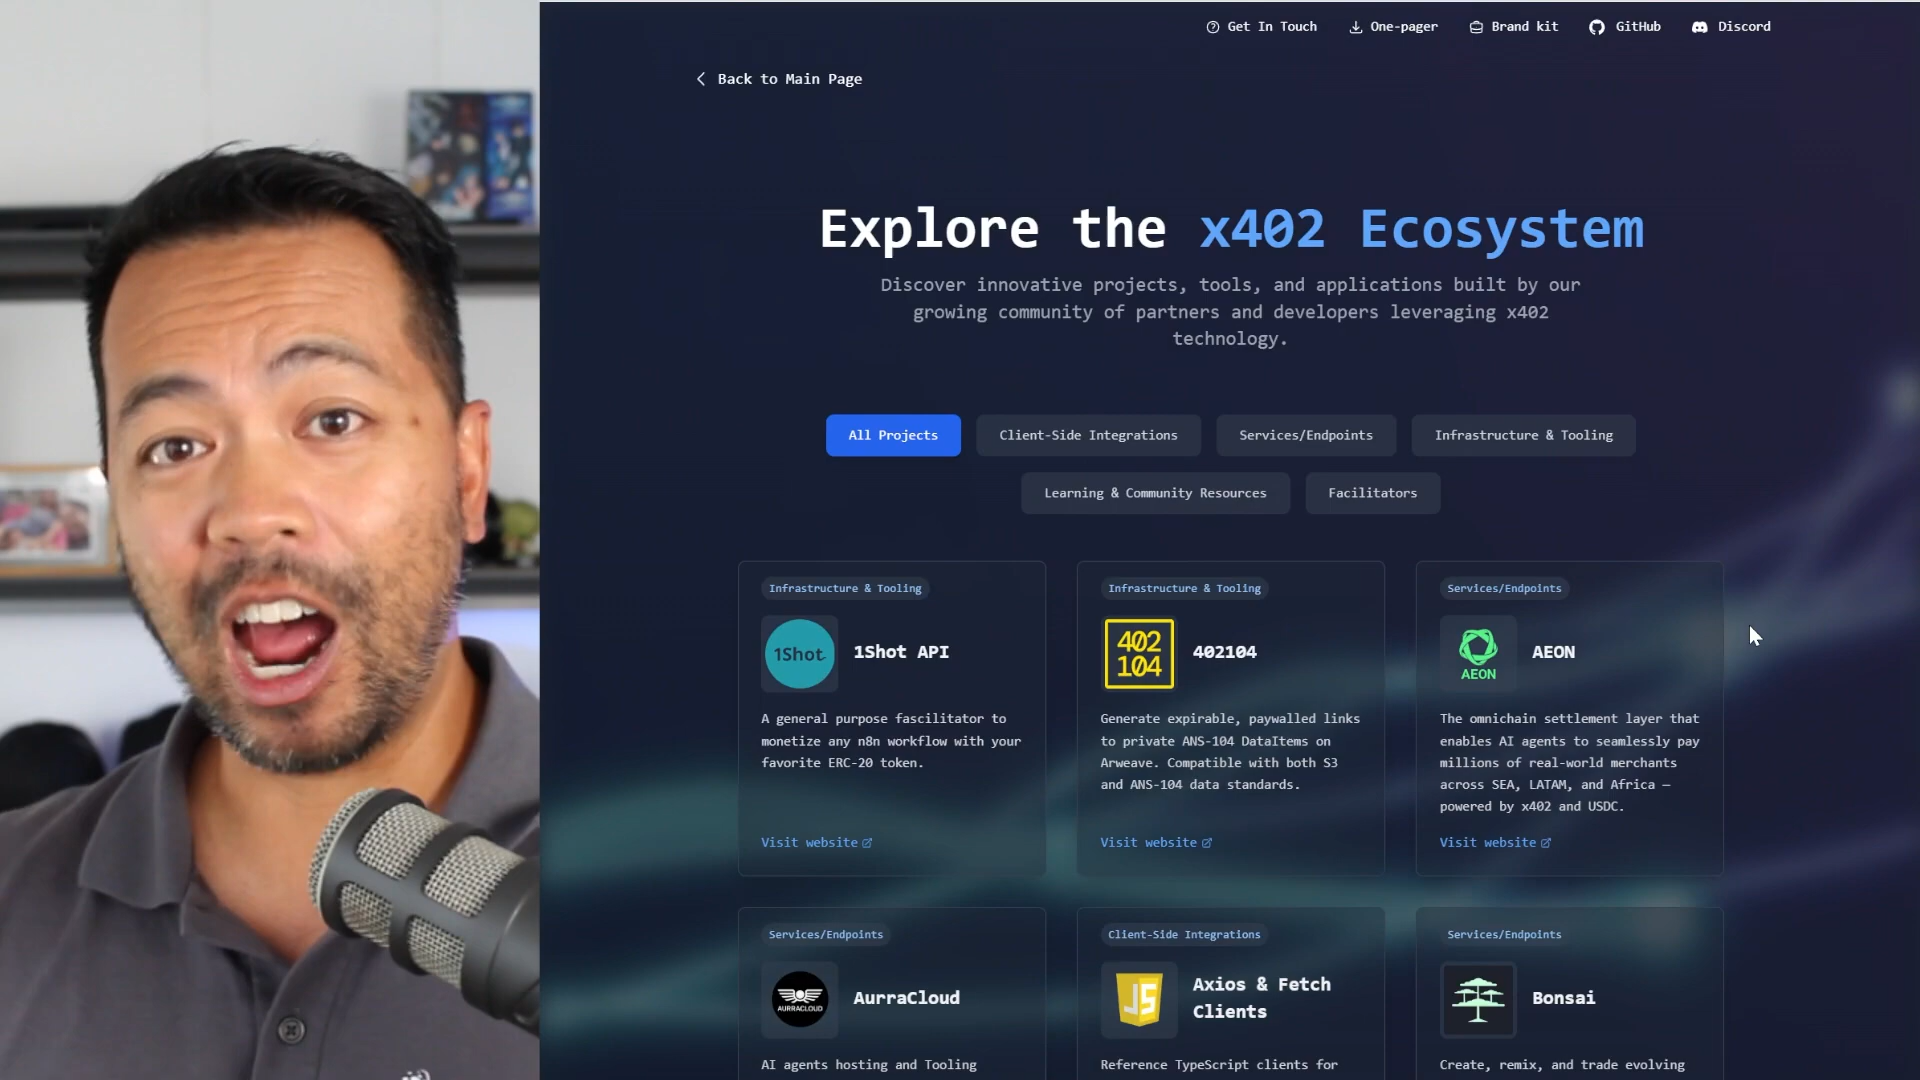 Get In Touch
One-pager
Brand kit
GitHub
Discord
Back to Main Page
Explore the x402 Ecosystem
Discover innovative projects, tools, and applications built by our
growing community of partners and developers leveraging x402
technology.
All Projects
Client-Side Integrations
Services/Endpoints
Infrastructure & Tooling
Learning & Community Resources
Facilitators
Infrastructure & Tooling
1Shot
1Shot API
A general purpose fascilitator to
monetize any n8n workflow with your
favorite ERC-20 token.
Visit website
Infrastructure & Tooling
402
104
402104
Generate expirable, paywalled links
to private ANS-104 DataItems on
Arweave. Compatible with both S3
and ANS-104 data standards.
Visit website
Services/Endpoints
AEON
AEON
The omnichain settlement layer that
enables AI agents to seamlessly pay
millions of real-world merchants
across SEA, LATAM, and Africa —
powered by x402 and USDC.
Visit website
Services/Endpoints
AURRACLOUD
AurraCloud
AI agents hosting and Tooling
Client-Side Integrations
JS
Axios & Fetch
Clients
Reference TypeScript clients for
Services/Endpoints
Bonsai
Create, remix, and trade evolving